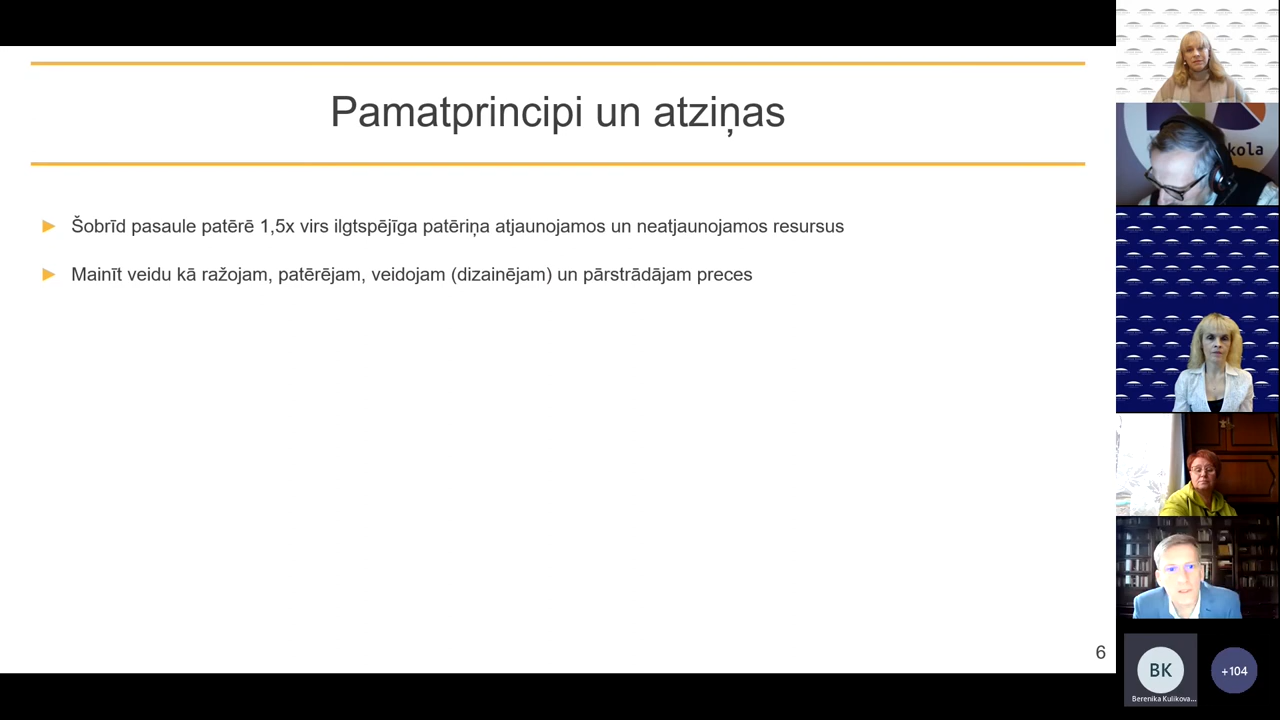 Pamatprincipi un atziņas
Šobrīd pasaule patērē 1,5x virs ilgtspējīga patēriņa atjaunojamos un neatjaunojamos resursus
Mainīt veidu kā ražojam, patērējam, veidojam (dizainējam) un pārstrādājam preces
6
kola
BK
Berenika Kulikova...
+104